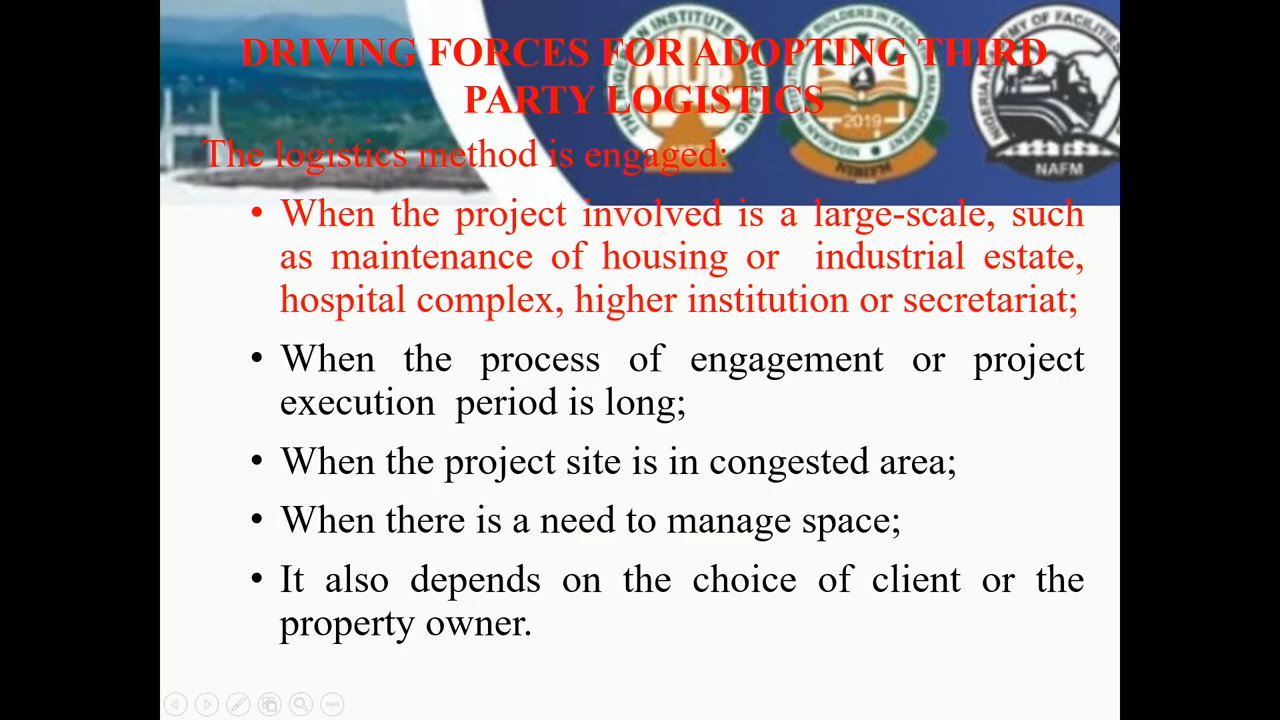 DRIVING FORCES FOR ADOPTING THIRD
PARTY LOGISTICS
The logistics method is engaged:
• When the project involved is a large-scale, such
as maintenance of housing or industrial estate,
hospital complex, higher institution or secretariat;
• When the process of engagement or project
execution period is long;
• When the project site is in congested area;
• When there is a need to manage space;
• It also depends on the choice of client or the
property owner.
NIOB
2019
NAFM